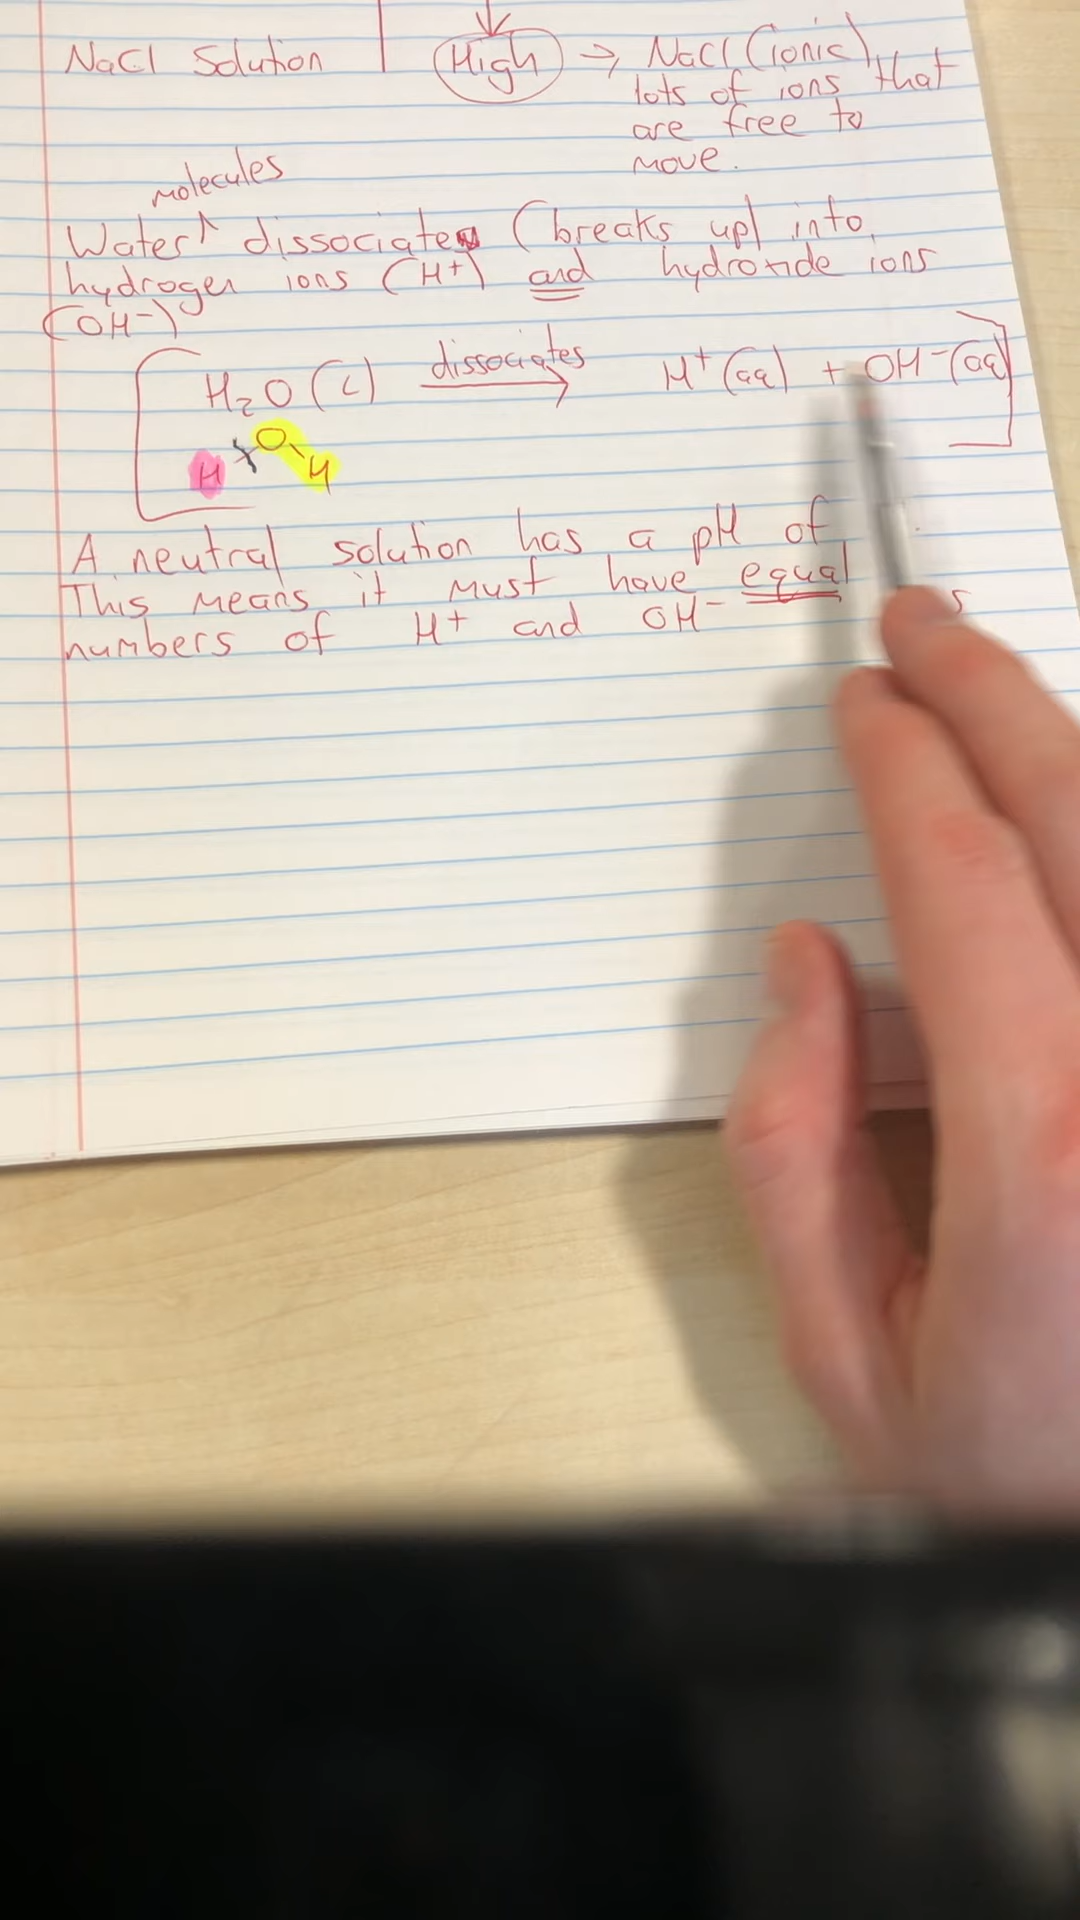 NaCl Solution
High → NaCl (ionic),
lots of ions that
are free to
move.
molecules
Water ^ dissociate (breaks up) into
hydrogen ions (H+) and hydroxide ions
(OH-)
H2O (L) dissociates → H+ (aq) + OH- (aq)
H O H
A neutral solution has a pH of
This means it must have equal
numbers of H+ and OH-